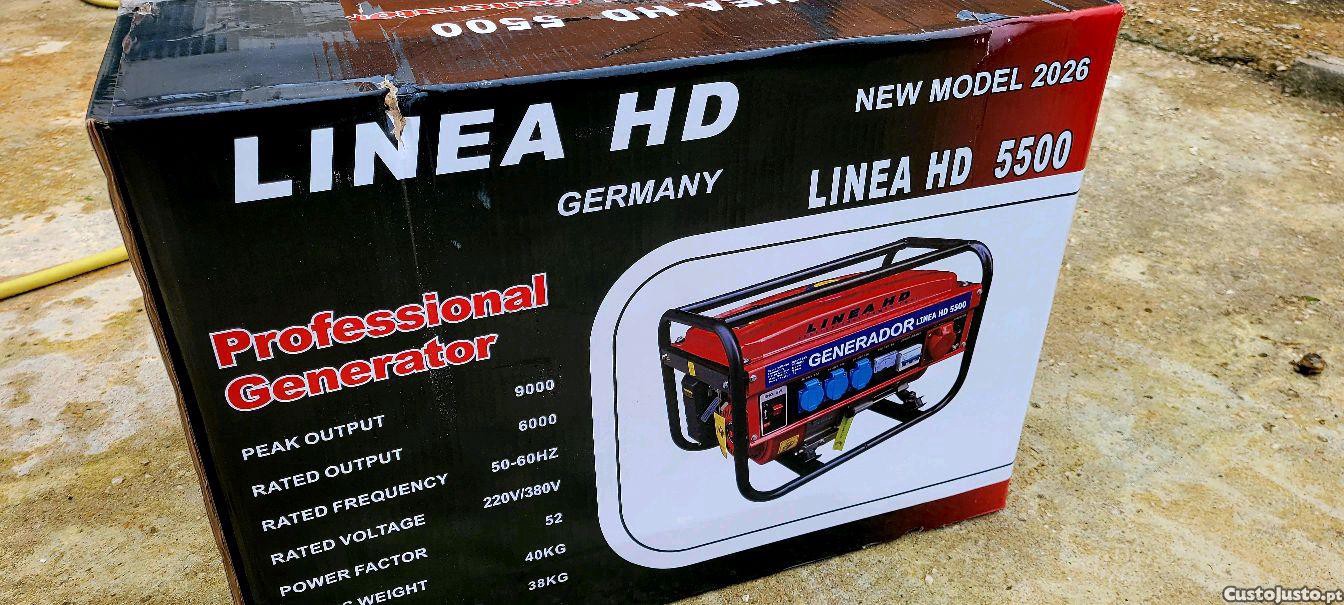 LINEA HD 5500
LINEA HD
GERMANY
NEW MODEL 2026
LINEA HD 5500
Professional
Generator
PEAK OUTPUT 9000
RATED OUTPUT 6000
RATED FREQUENCY 50-60HZ
RATED VOLTAGE 220V/380V
POWER FACTOR 52
WEIGHT 40KG
38KG
LINEA HD
GENERADOR LINEA HD 5500
CustoJusto.pt